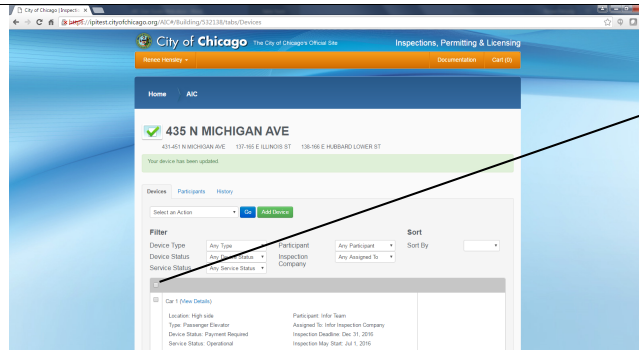 City of Chicago | Inspecti
https://ipitest.cityofchicago.org/AIC#/Building/532138/tabs/Devices
City of Chicago The City of Chicago's Official Site Inspections, Permitting & Licensing
Renee Hensley Documentation Cart (0)
Home AIC
435 N MICHIGAN AVE
431-451 N MICHIGAN AVE 137-165 E ILLINOIS ST 138-166 E HUBBARD LOWER ST
Your device has been updated.
Devices Participants History
Select an Action Go Add Device
Filter Sort
Device Type Any Type Participant Any Participant Sort By
Device Status Any Device Status Inspection Company Any Assigned To
Service Status Any Service Status
Car 1 (View Details)
Location: High side Participant: Infor Team
Type: Passenger Elevator Assigned To: Infor Inspection Company
Device Status: Payment Required Inspection Deadline: Dec 31, 2016
Service Status: Operational Inspection May Start: Jul 1, 2016